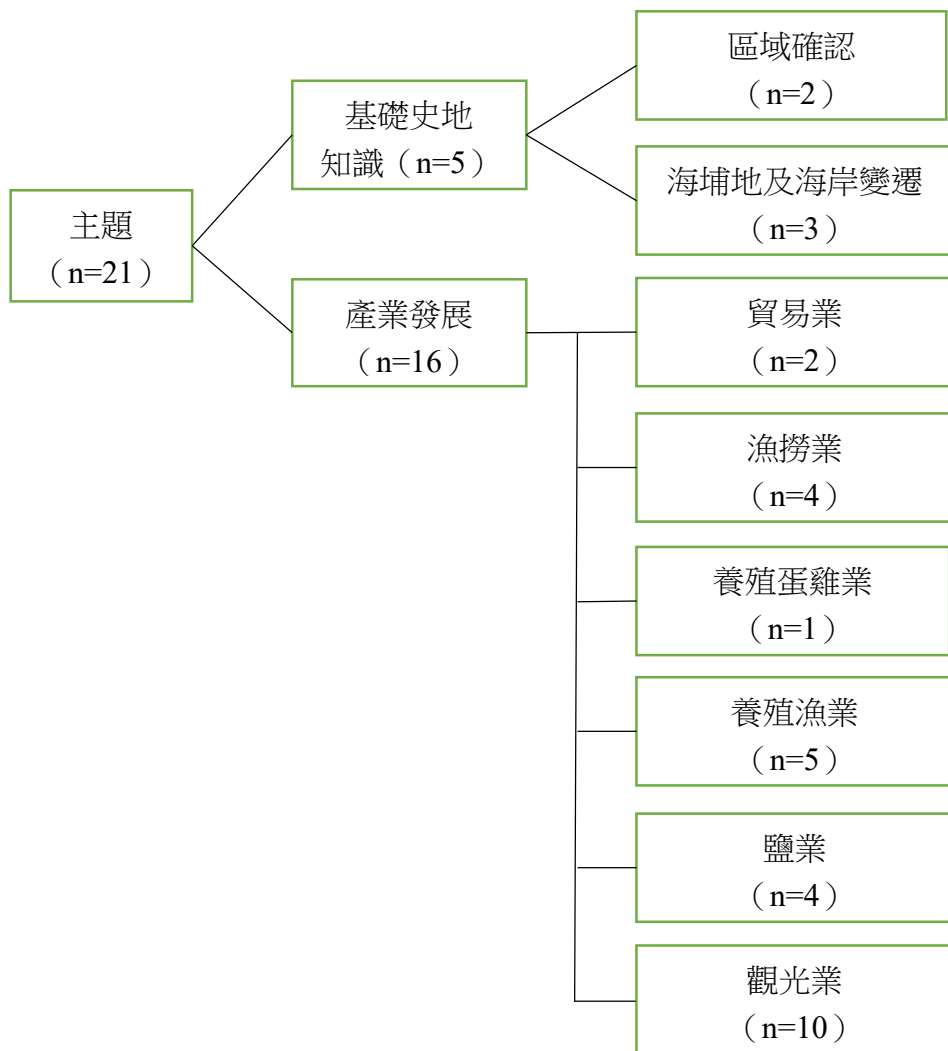 主題
（n=21）
基礎史地
知識（n=5）
區域確認
（n=2）
海埔地及海岸變遷
（n=3）
產業發展
（n=16）
貿易業
（n=2）
漁撈業
（n=4）
養殖蛋雞業
（n=1）
養殖漁業
（n=5）
鹽業
（n=4）
觀光業
（n=10）